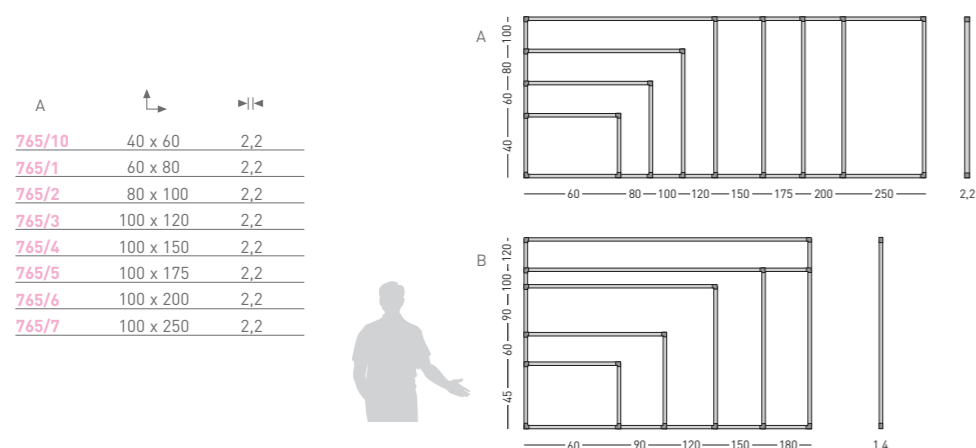 A
765/10 40 x 60 2,2
765/1 60 x 80 2,2
765/2 80 x 100 2,2
765/3 100 x 120 2,2
765/4 100 x 150 2,2
765/5 100 x 175 2,2
765/6 100 x 200 2,2
765/7 100 x 250 2,2
A
100
80
60
40
60 80 100 120 150 175 200 250 2,2
B
120
100
90
60
45
60 90 120 150 180 1,4